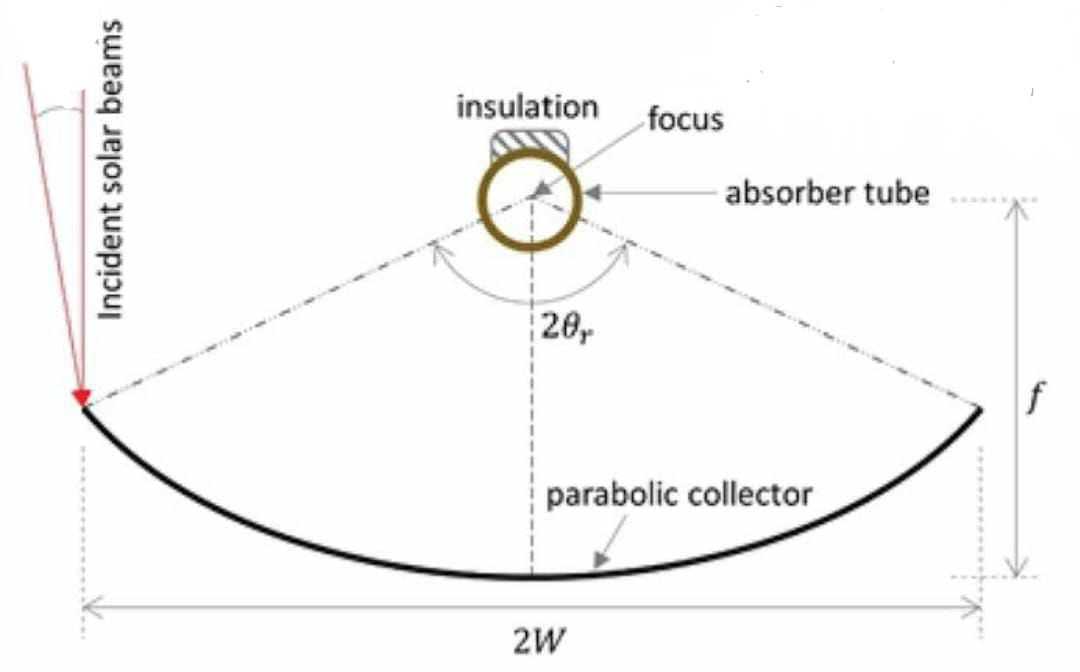 Incident solar beams
insulation
focus
absorber tube
2θᵣ
f
parabolic collector
2W